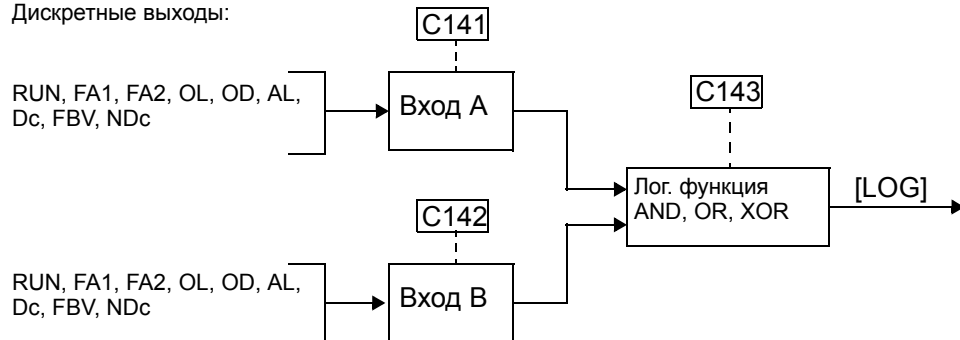 Дискретные выходы:
C141
RUN, FA1, FA2, OL, OD, AL,
Dc, FBV, NDc
Вход A
C143
Лог. функция
AND, OR, XOR
[LOG]
C142
RUN, FA1, FA2, OL, OD, AL,
Dc, FBV, NDc
Вход B